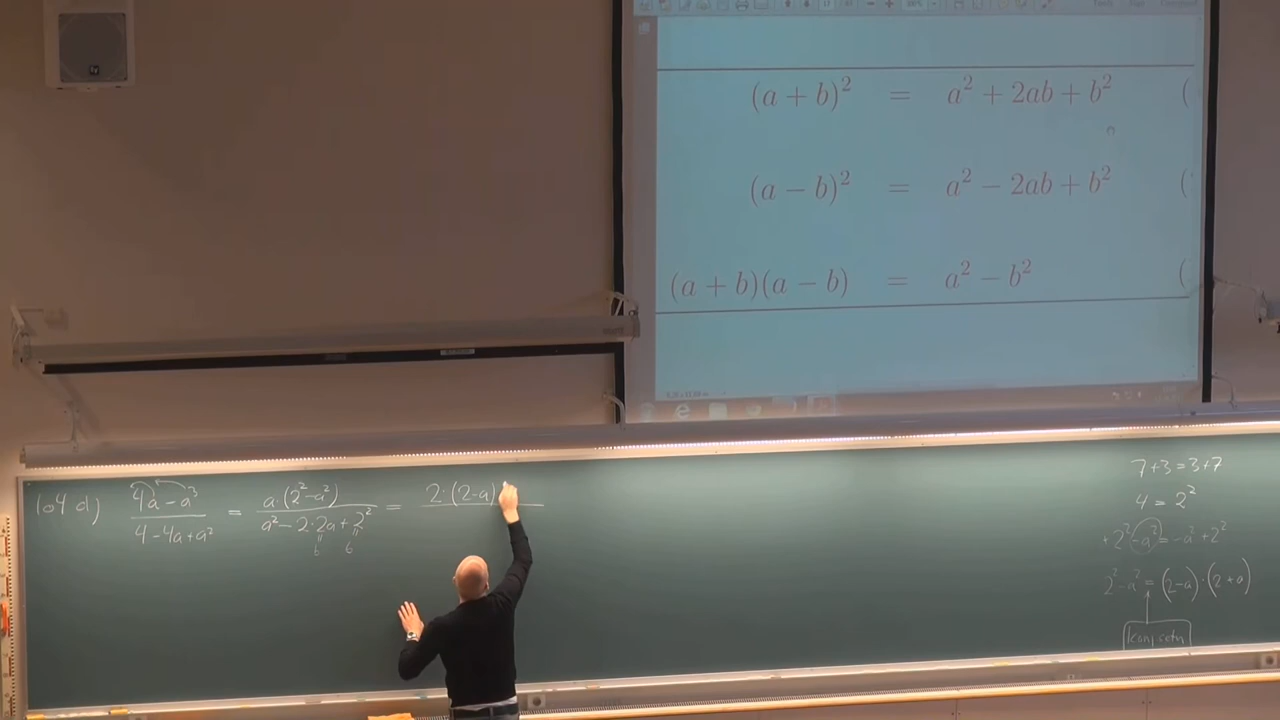 (a + b)² = a² + 2ab + b² (
(a − b)² = a² − 2ab + b² (
(a + b)(a − b) = a² − b² (
104 d) (4a − a³)/(4 − 4a + a²) = (a·(2² − a²))/(a² − 2·2a + 2²) = 2·(2−a)
b b
7+3 = 3+7
4 = 2²
+2² − a² = −a² + 2²
2² − a² = (2−a)·(2+a)